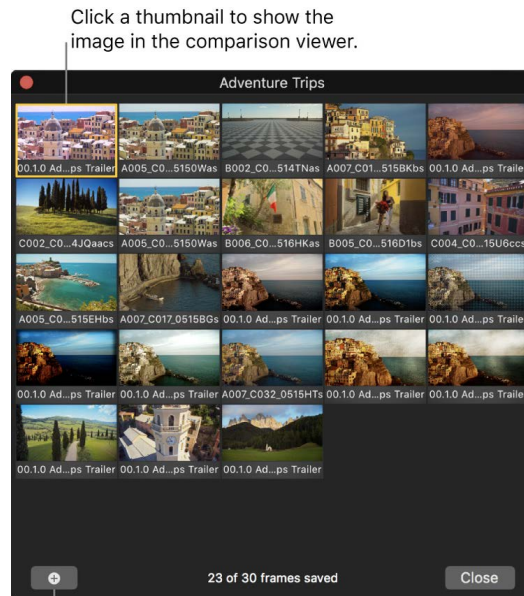 Click a thumbnail to show the
image in the comparison viewer.
Adventure Trips
00.1.0 Ad...ps Trailer A005_C0...5150Was B002_C0...514TNas A007_C01...515BKbs 00.1.0 Ad...ps Traile
C002_C0...4JQaacs A005_C0...5150Was B006_C0...516HKas B005_C0...516D1bs C004_C0...15U6ccs
A005_C0...515EHbs A007_C017_0515BGs 00.1.0 Ad...ps Trailer 00.1.0 Ad...ps Trailer 00.1.0 Ad...ps Traile
00.1.0 Ad...ps Trailer 00.1.0 Ad...ps Trailer A007_C032_0515HTs 00.1.0 Ad...ps Trailer 00.1.0 Ad...ps Traile
00.1.0 Ad...ps Trailer 00.1.0 Ad...ps Trailer 00.1.0 Ad...ps Trailer
23 of 30 frames saved Close